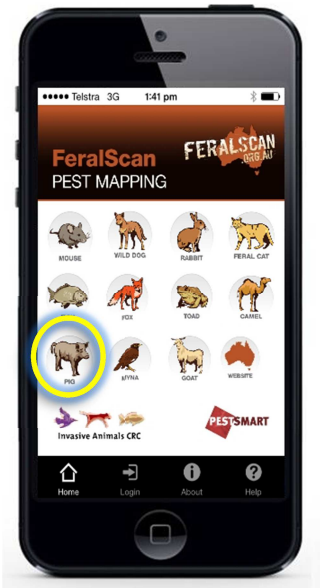 Telstra 3G 1:41 pm
FeralScan
PEST MAPPING
FERALSCAN
.ORG.AU
MOUSE WILD DOG RABBIT FERAL CAT
FOX TOAD CAMEL
PIG MYNA GOAT WEBSITE
Invasive Animals CRC
PESTSMART
Home Login About Help